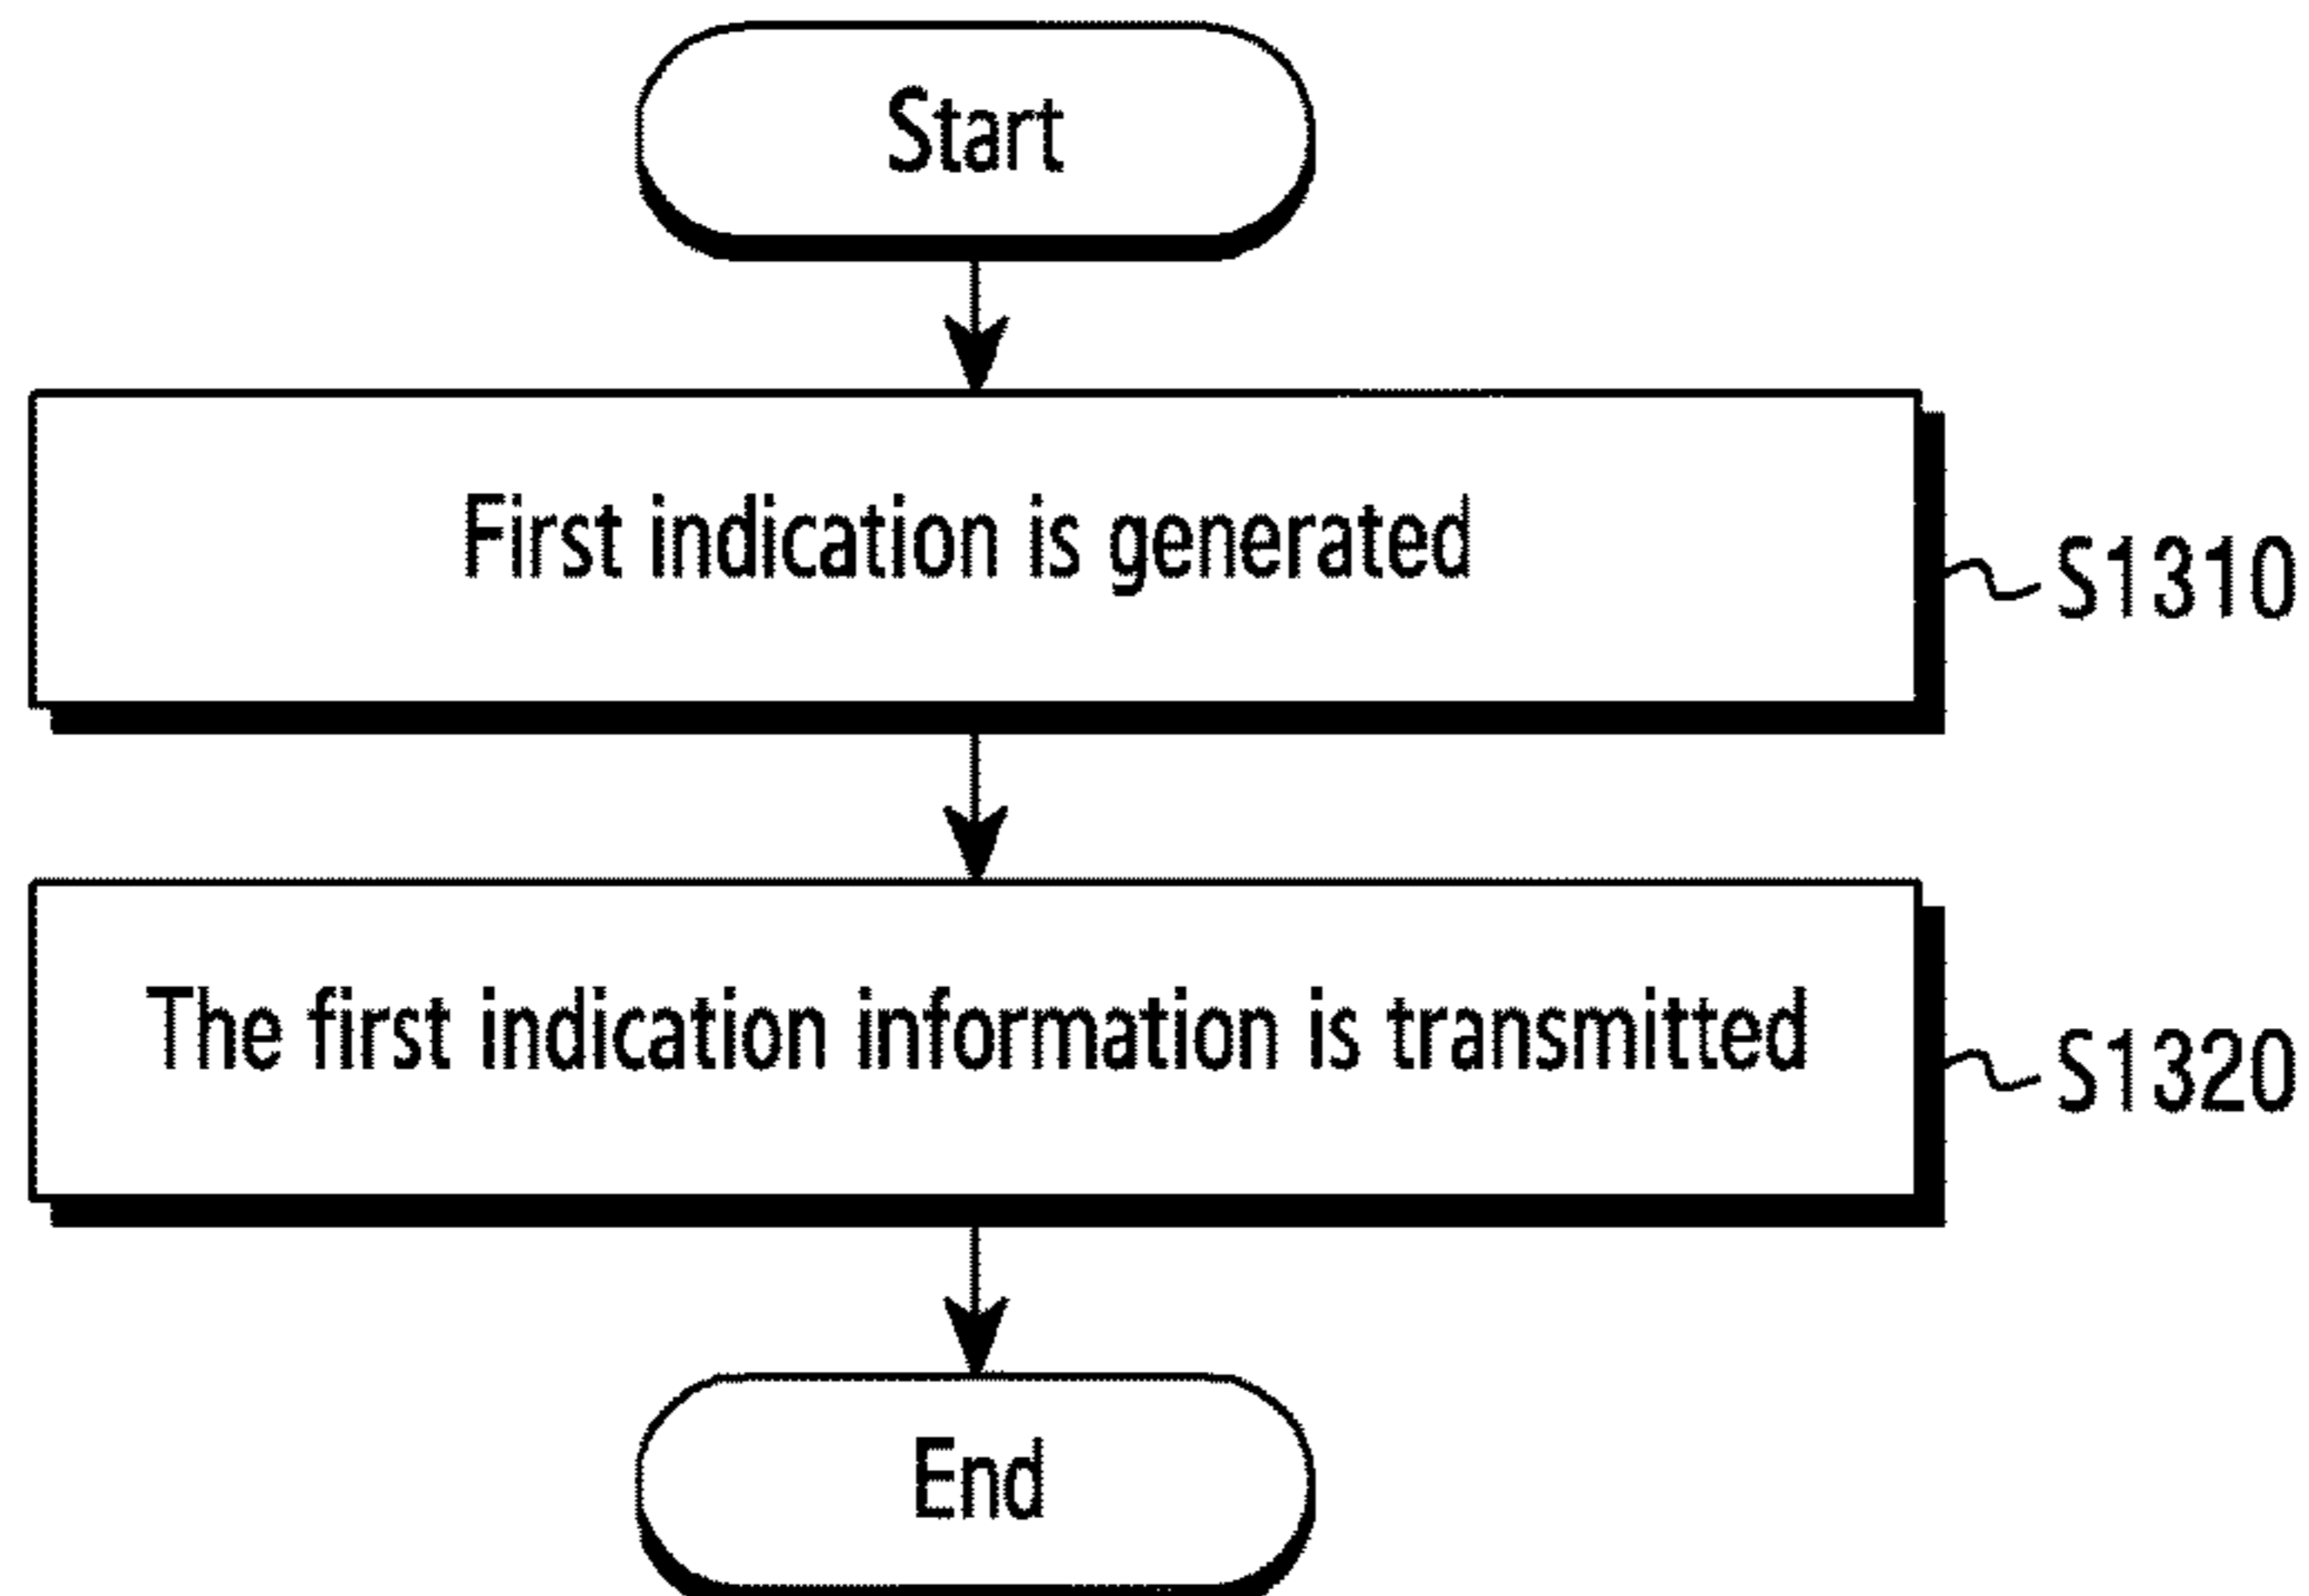 Start
First indication is generated
S1310
The first indication information is transmitted
S1320
End